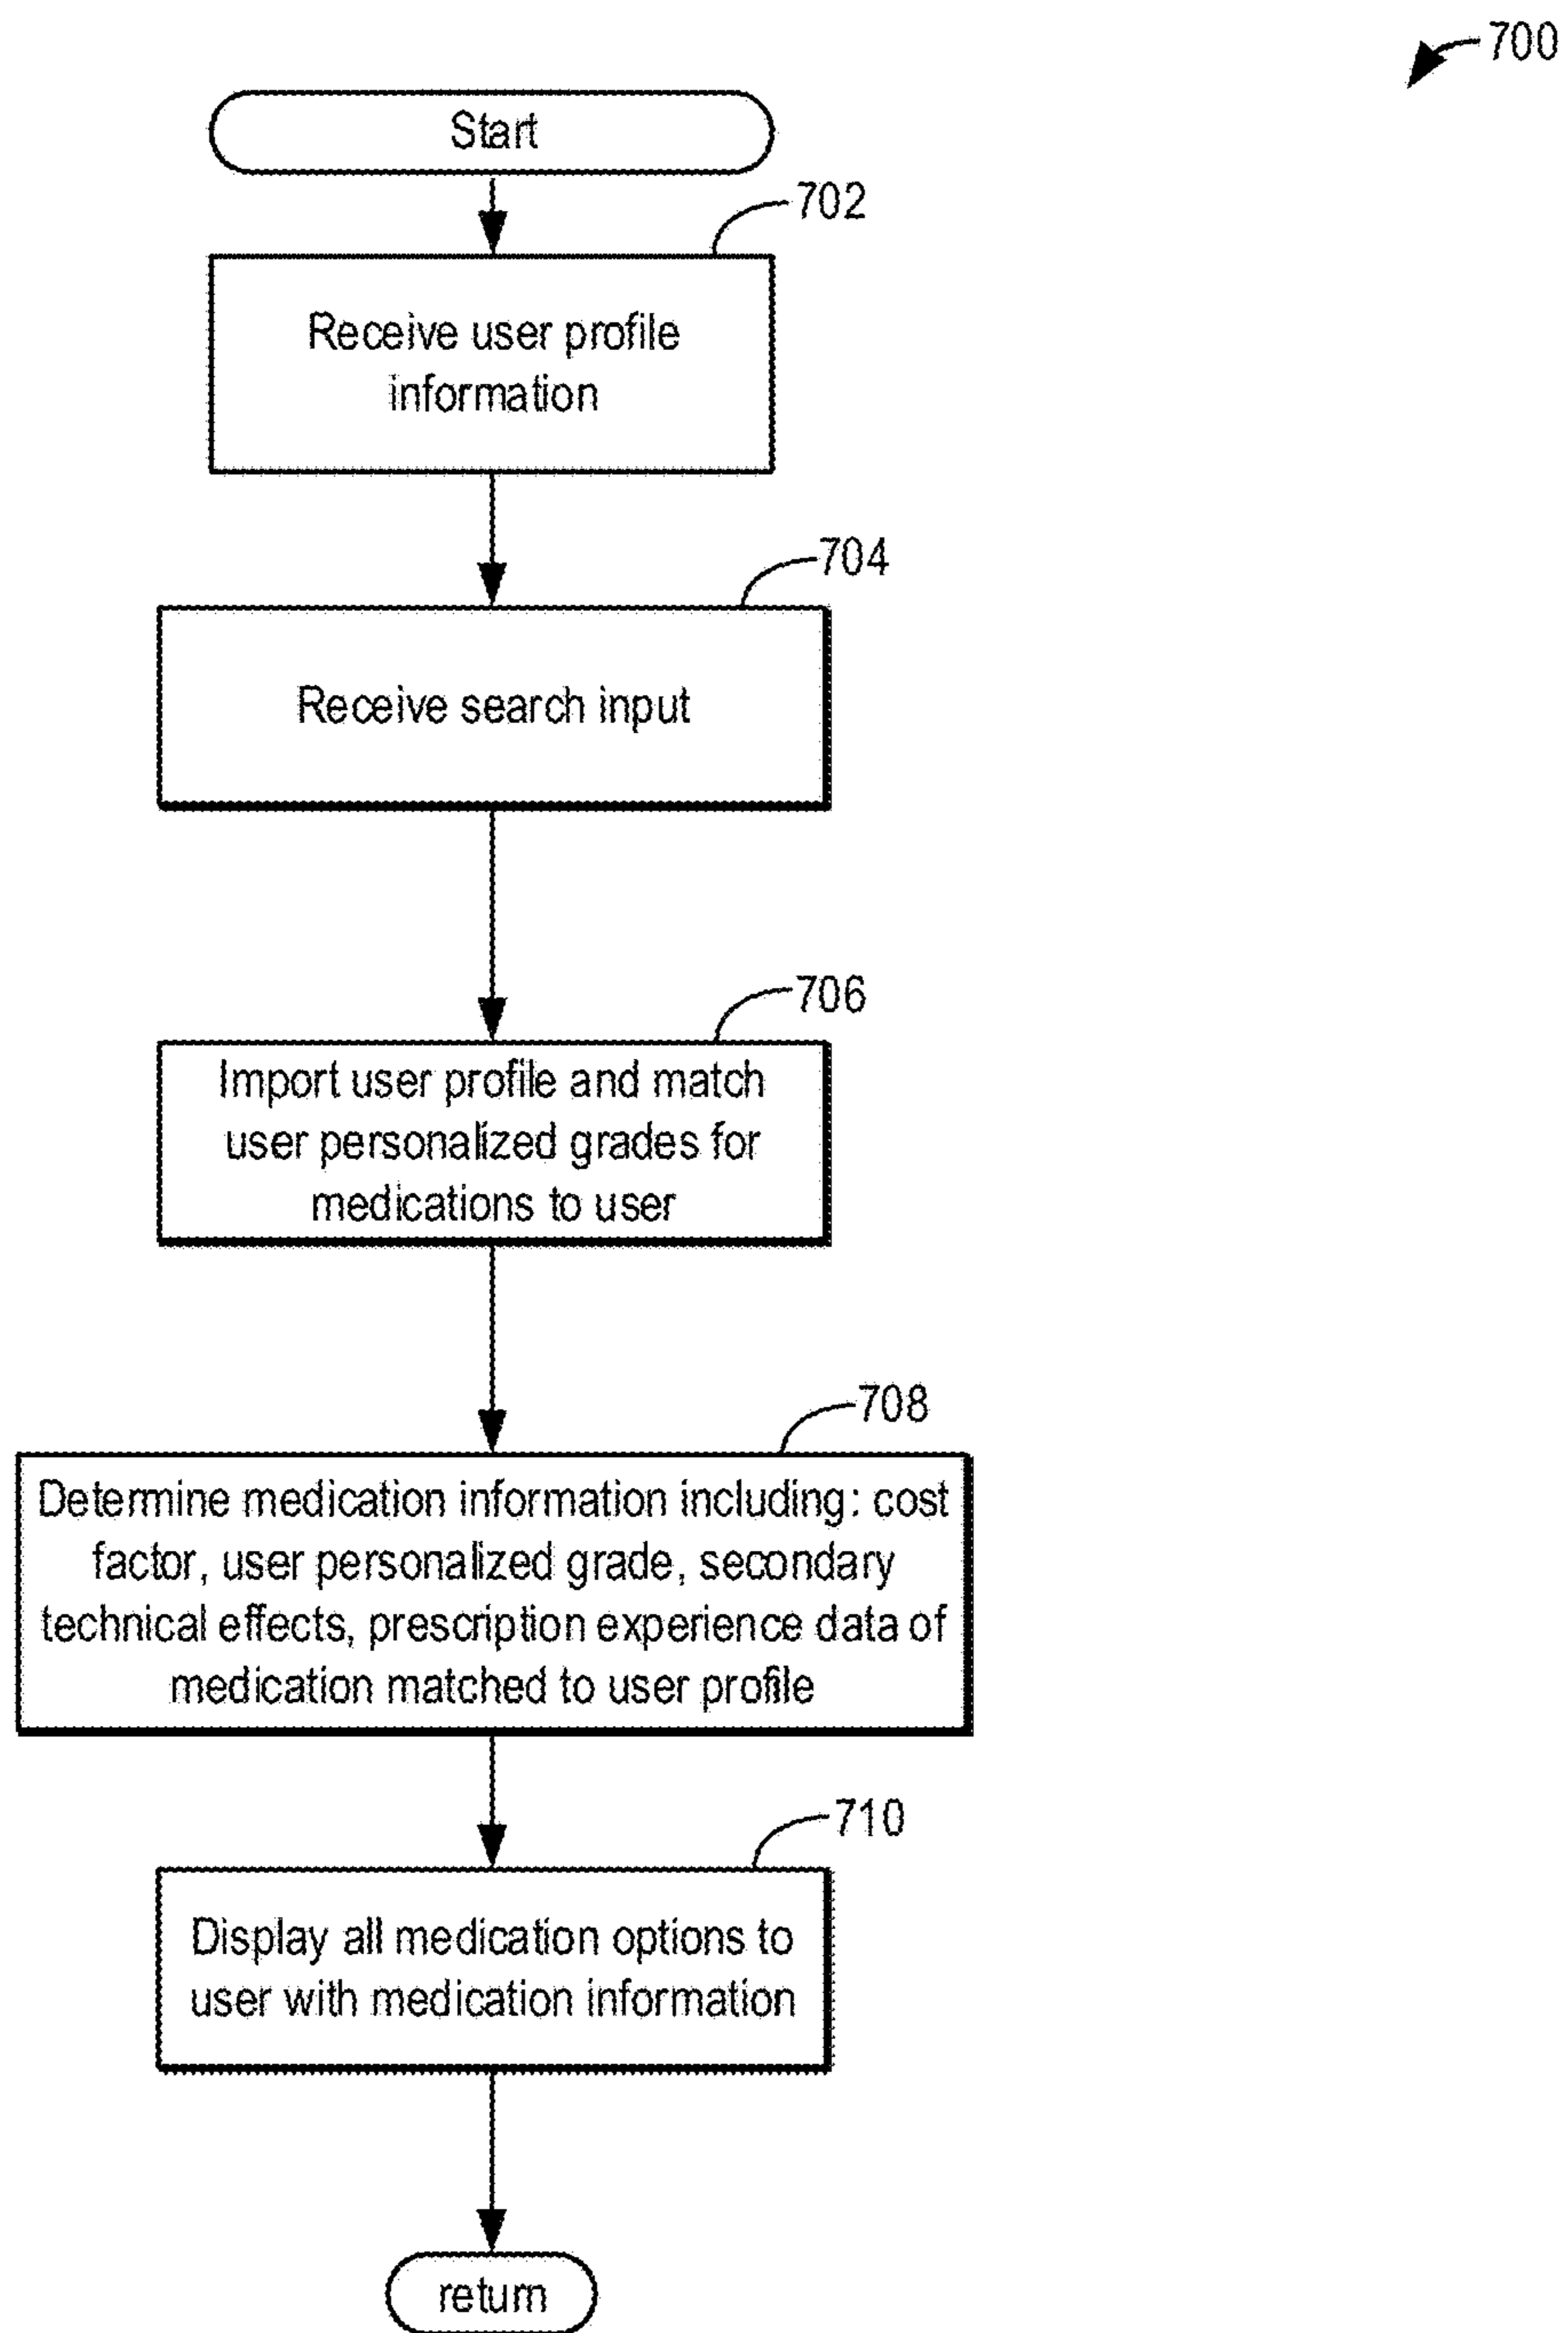 700
Start
702
Receive user profile
information
704
Receive search input
706
Import user profile and match
user personalized grades for
medications to user
708
Determine medication information including: cost
factor, user personalized grade, secondary
technical effects, prescription experience data of
medication matched to user profile
710
Display all medication options to
user with medication information
return